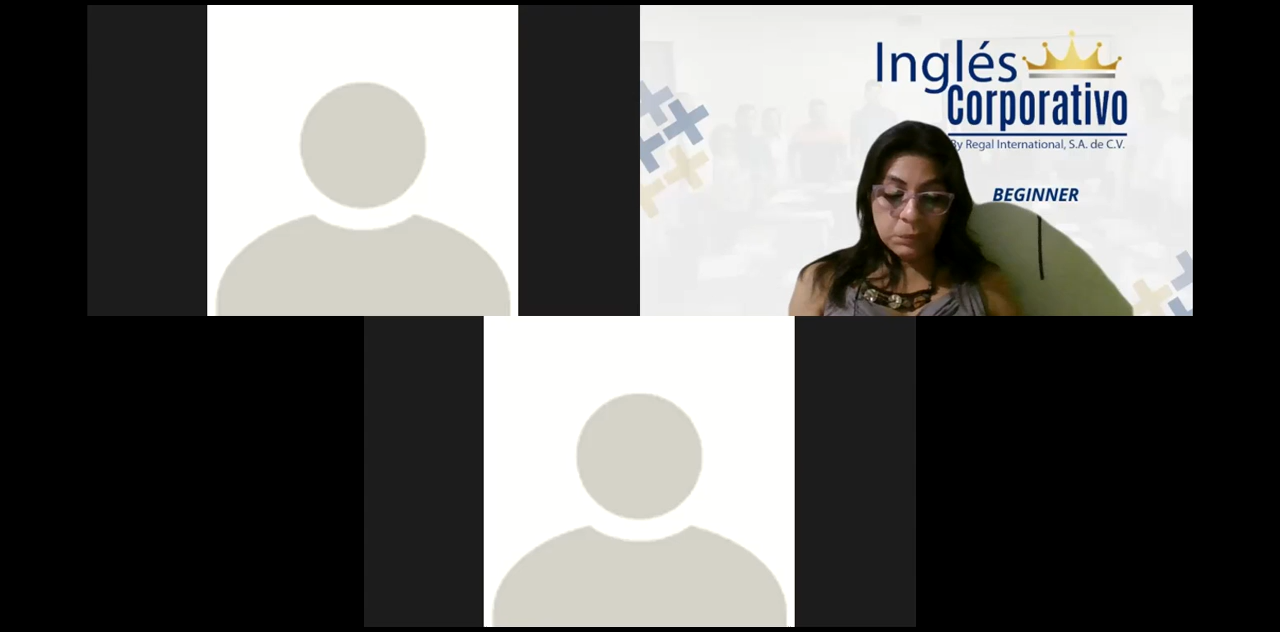 Inglés
Corporativo
By Regal International, S.A. de C.V.
BEGINNER